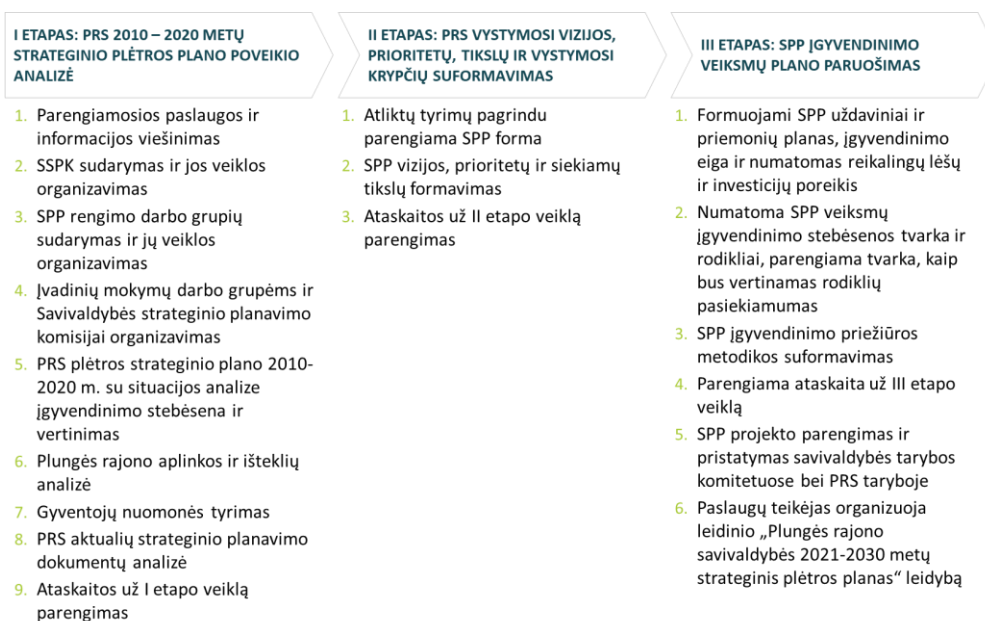 I ETAPAS: PRS 2010 – 2020 METŲ
STRATEGINIO PLĖTROS PLANO POVEIKIO
ANALIZĖ
1. Parengiamosios paslaugos ir
informacijos viešinimas
2. SSPK sudarymas ir jos veiklos
organizavimas
3. SPP rengimo darbo grupių
sudarymas ir jų veiklos
organizavimas
4. Įvadinių mokymų darbo grupėms ir
Savivaldybės strateginio planavimo
komisijai organizavimas
5. PRS plėtros strateginio plano 2010-
2020 m. su situacijos analize
įgyvendinimo stebėsena ir
vertinimas
6. Plungės rajono aplinkos ir išteklių
analizė
7. Gyventojų nuomonės tyrimas
8. PRS aktualių strateginio planavimo
dokumentų analizė
9. Ataskaitos už I etapo veiklą
parengimas
II ETAPAS: PRS VYSTYMOSI VIZIJOS,
PRIORITETŲ, TIKSLŲ IR VYSTYMOSI
KRYPČIŲ SUFORMAVIMAS
1. Atliktų tyrimų pagrindu
parengiama SPP forma
2. SPP vizijos, prioritetų ir siekiamų
tikslų formavimas
3. Ataskaitos už II etapo veiklą
parengimas
III ETAPAS: SPP ĮGYVENDINIMO
VEIKSMŲ PLANO PARUOŠIMAS
1. Formuojami SPP uždaviniai ir
priemonių planas, įgyvendinimo
eiga ir numatomas reikalingų lėšų
ir investicijų poreikis
2. Numatoma SPP veiksmų
įgyvendinimo stebėsenos tvarka ir
rodikliai, parengiama tvarka, kaip
bus vertinamas rodiklių
pasiekiamumas
3. SPP įgyvendinimo priežiūros
metodikos suformavimas
4. Parengiama ataskaita už III etapo
veiklą
5. SPP projekto parengimas ir
pristatymas savivaldybės tarybos
komitetuose bei PRS taryboje
6. Paslaugų teikėjas organizuoja
leidinio „Plungės rajono
savivaldybės 2021-2030 metų
strateginis plėtros planas“ leidybą